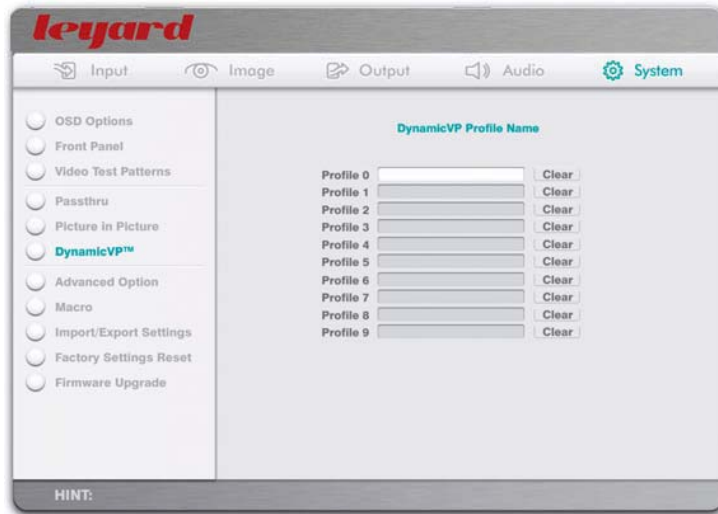 leyard
Input Image Output Audio System
OSD Options
Front Panel
Video Test Patterns
Passthru
Picture in Picture
DynamicVP™
Advanced Option
Macro
Import/Export Settings
Factory Settings Reset
Firmware Upgrade
DynamicVP Profile Name
Profile 0 Clear
Profile 1 Clear
Profile 2 Clear
Profile 3 Clear
Profile 4 Clear
Profile 5 Clear
Profile 6 Clear
Profile 7 Clear
Profile 8 Clear
Profile 9 Clear
HINT: